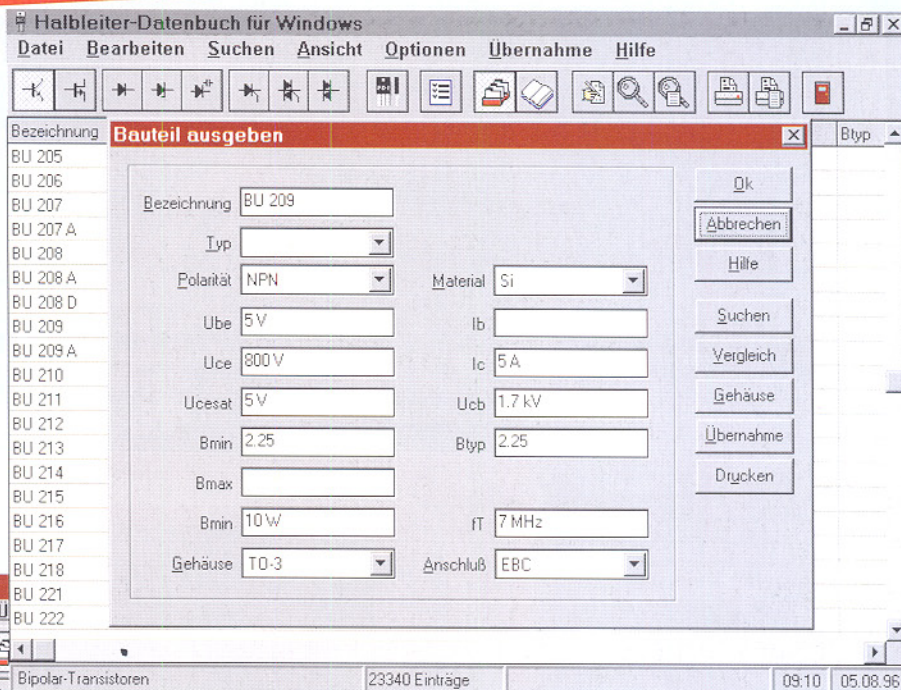 Halbleiter-Datenbuch für Windows
Datei Bearbeiten Suchen Ansicht Optionen Übernahme Hilfe
Bezeichnung
Btyp
BU 205
BU 206
BU 207
BU 207 A
BU 208
BU 208 A
BU 208 D
BU 209
BU 209 A
BU 210
BU 211
BU 212
BU 213
BU 214
BU 215
BU 216
BU 217
BU 218
BU 221
BU 222
Bauteil ausgeben
Bezeichnung BU 209
Typ
Polarität NPN
Material Si
Ube 5 V
Ib
Uce 800 V
Ic 5 A
Ucesat 5 V
Ucb 1.7 kV
Bmin 2.25
Btyp 2.25
Bmax
Bmin 10 W
fT 7 MHz
Gehäuse TO-3
Anschluß EBC
Ok
Abbrechen
Hilfe
Suchen
Vergleich
Gehäuse
Übernahme
Drucken
Bipolar-Transistoren
23340 Einträge
09:10
05.08.96